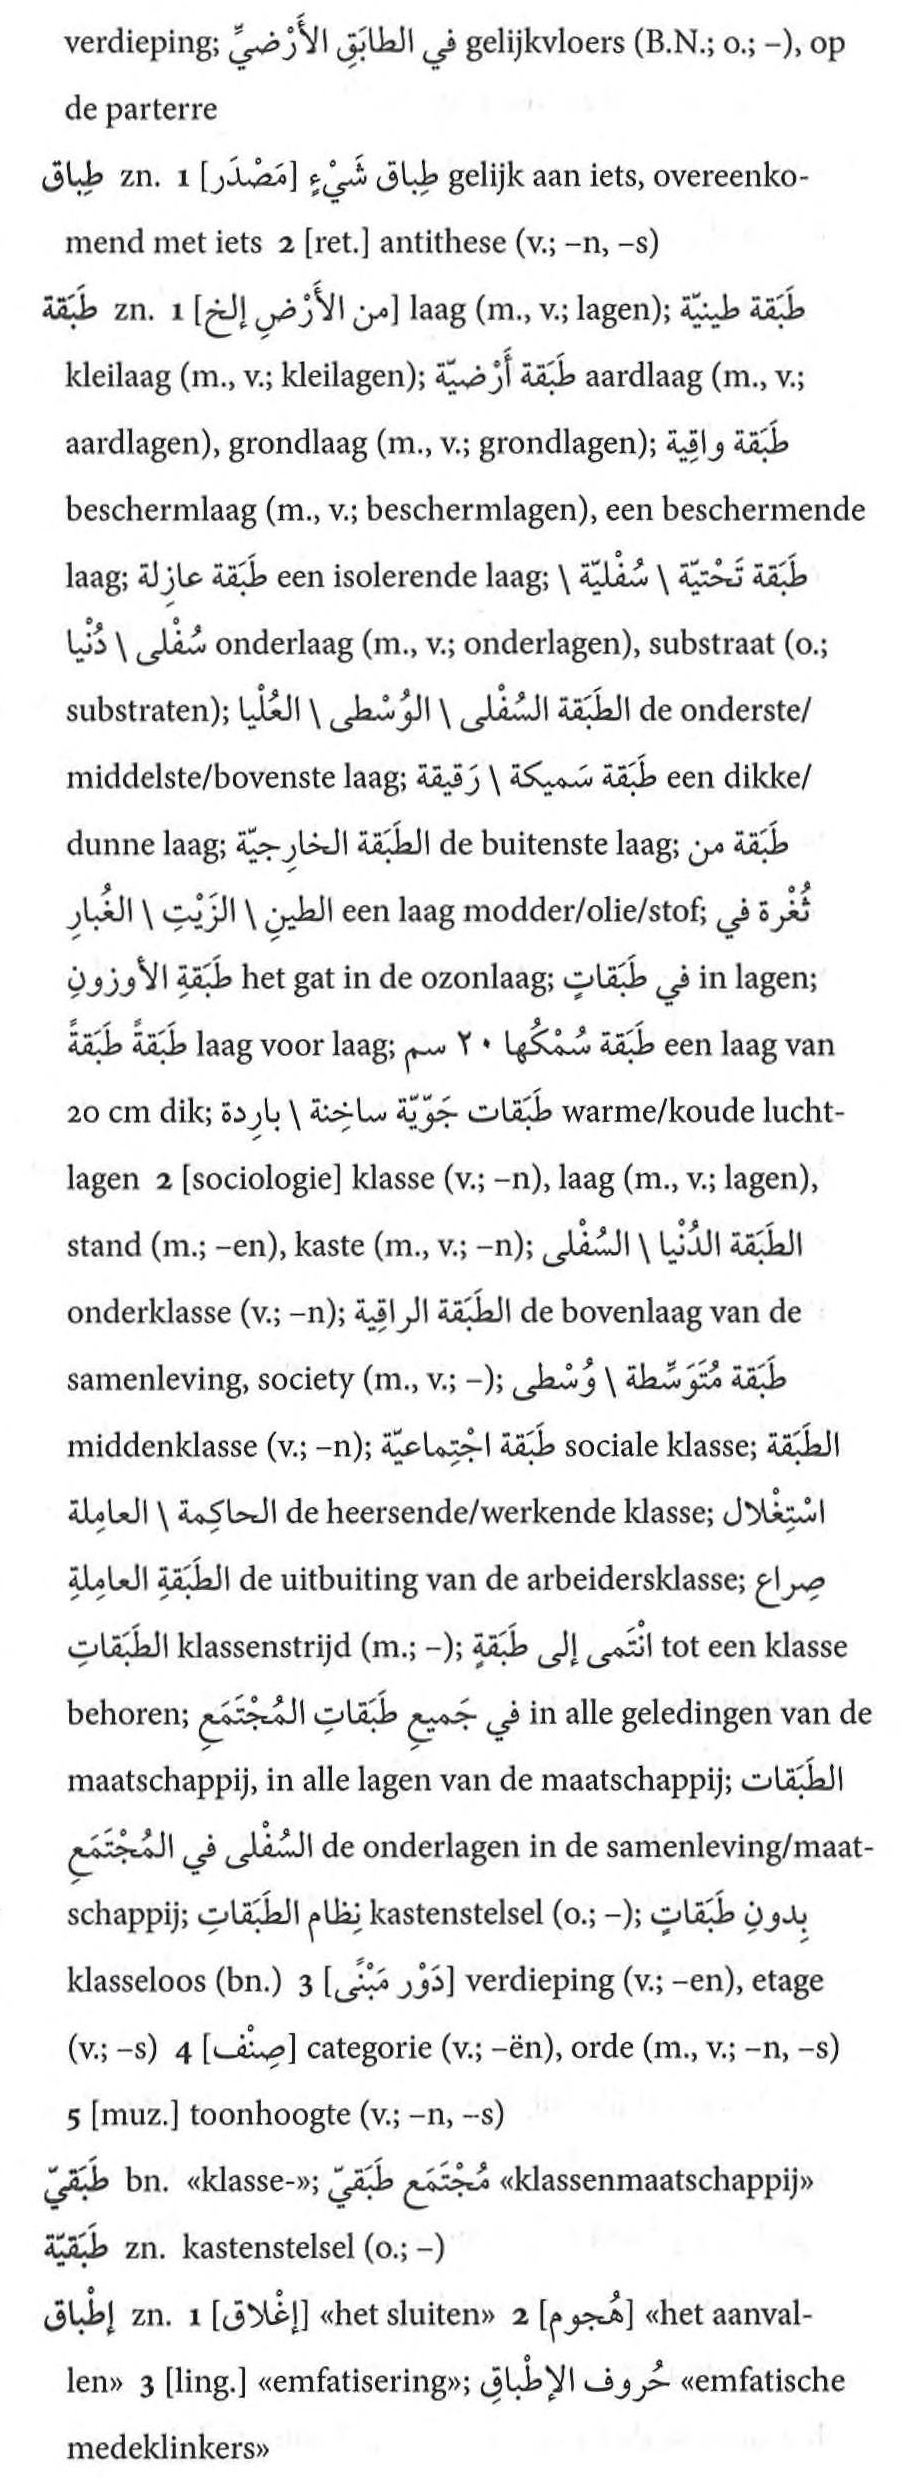 verdieping; في الطابَقِ الأَرْضيِّ gelijkvloers (B.N.; o.; –), op
de parterre
طِباق zn. 1 [مَصْدَر] طِباق شَيْءٍ gelijk aan iets, overeenko-
mend met iets 2 [ret.] antithese (v.; –n, –s)
طَبَقة zn. 1 [من الأَرْضِ إلخ] laag (m., v.; lagen); طَبَقة طينيّة
kleilaag (m., v.; kleilagen); طَبَقة أَرْضيّة aardlaag (m., v.;
aardlagen), grondlaag (m., v.; grondlagen); طَبَقة واقِية
beschermlaag (m., v.; beschermlagen), een beschermende
laag; طَبَقة عازِلة een isolerende laag; طَبَقة تَحْتيّة \ سُفْليّة \
سُفْلى \ دُنْيا onderlaag (m., v.; onderlagen), substraat (o.;
substraten); الطَبَقة السُفْلى \ الوُسْطى \ العُلْيا de onderste/
middelste/bovenste laag; طَبَقة سَميكة \ رَقيقة een dikke/
dunne laag; الطَبَقة الخارِجيّة de buitenste laag; طَبَقة من
الطينِ \ الزَيْتِ \ الغُبارِ een laag modder/olie/stof; ثُغْرة في
طَبَقةِ الأوزونِ het gat in de ozonlaag; في طَبَقاتٍ in lagen;
طَبَقةً طَبَقةً laag voor laag; طَبَقة سُمْكُها ٢٠ سم een laag van
20 cm dik; طَبَقات جَوّيّة ساخِنة \ بارِدة warme/koude lucht-
lagen 2 [sociologie] klasse (v.; –n), laag (m., v.; lagen),
stand (m.; –en), kaste (m., v.; –n); الطَبَقة الدُنْيا \ السُفْلى
onderklasse (v.; –n); الطَبَقة الراقِية de bovenlaag van de
samenleving, society (m., v.; –); طَبَقة مُتَوَسِّطة \ وُسْطى
middenklasse (v.; –n); طَبَقة اجْتِماعيّة sociale klasse; الطَبَقة
الحاكِمة \ العامِلة de heersende/werkende klasse; اسْتِغْلال
الطَبَقةِ العامِلةِ de uitbuiting van de arbeidersklasse; صِراع
الطَبَقاتِ klassenstrijd (m.; –); انْتَمى إلى طَبَقةٍ tot een klasse
behoren; في جَميعِ طَبَقاتِ المُجْتَمَعِ in alle geledingen van de
maatschappij, in alle lagen van de maatschappij; الطَبَقات
السُفْلى في المُجْتَمَعِ de onderlagen in de samenleving/maat-
schappij; نِظام الطَبَقاتِ kastenstelsel (o.; –); بِدونِ طَبَقاتٍ
klasseloos (bn.) 3 [دَوْر مَبْنًى] verdieping (v.; –en), etage
(v.; –s) 4 [صِنْف] categorie (v.; –ën), orde (m., v.; –n, –s)
5 [muz.] toonhoogte (v.; –n, –s)
طَبَقيّ bn. «klasse-»; مُجْتَمَع طَبَقيّ «klassenmaatschappij»
طَبَقيّة zn. kastenstelsel (o.; –)
إطْباق zn. 1 [إغْلاق] «het sluiten» 2 [هُجوم] «het aanval-
len» 3 [ling.] «emfatisering»; حُروف الإطْباقِ «emfatische
medeklinkers»